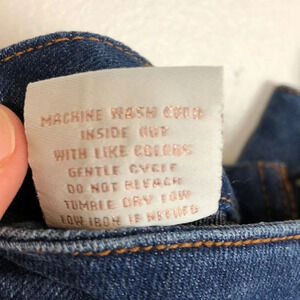 MACHINE WASH COLD
INSIDE OUT
WITH LIKE COLORS
GENTLE CYCLE
DO NOT BLEACH
TUMBLE DRY LOW
LOW IRON IF NEEDED